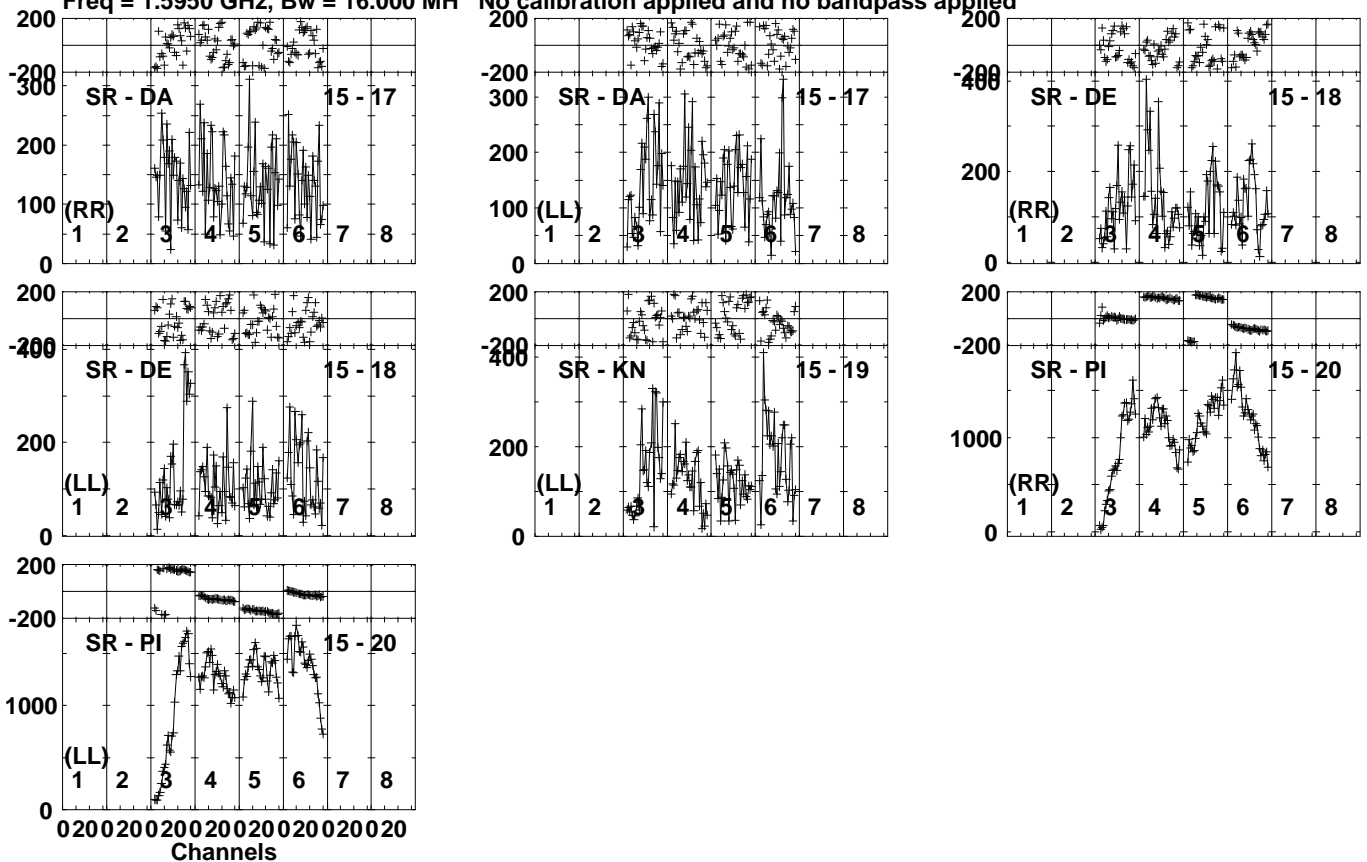 Freq = 1.5950 GHz, Bw = 16.000 MH No calibration applied and no bandpass applied
200 200 200
-200 -200 -200
300 SR - DA 15 - 17 300 SR - DA 15 - 17 400 SR - DE 15 - 18
200 200 200
100 100
(RR) (LL) (RR)
1 2 3 4 5 6 7 8 1 2 3 4 5 6 7 8 1 2 3 4 5 6 7 8
0 0 0
200 200 200
-200 -200 -200
400 SR - DE 15 - 18 400 SR - KN 15 - 19 SR - PI 15 - 20
200 200 1000
(LL) (LL) (RR)
1 2 3 4 5 6 7 8 1 2 3 4 5 6 7 8 1 2 3 4 5 6 7 8
0 0 0
200
-200
SR - PI 15 - 20
1000
(LL)
1 2 3 4 5 6 7 8
0
0 20 0 20 0 20 0 20 0 20 0 20 0 20 0 20
Channels